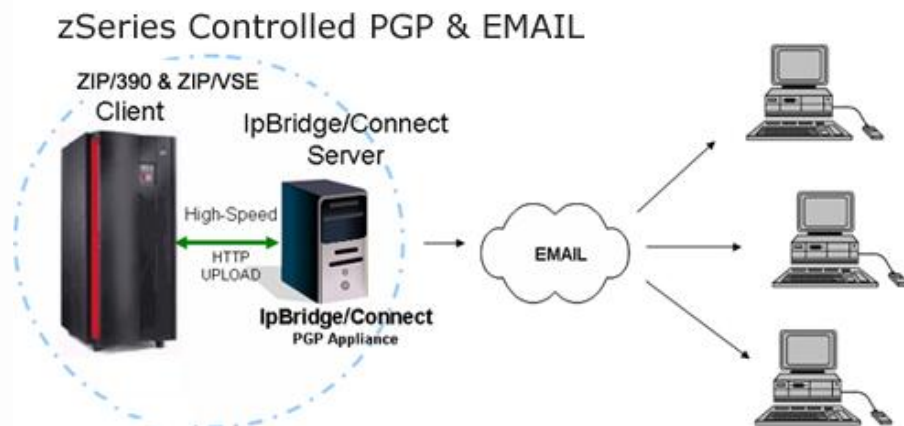 zSeries Controlled PGP & EMAIL
ZIP/390 & ZIP/VSE
Client
IpBridge/Connect
Server
High-Speed
HTTP
UPLOAD
IpBridge/Connect
PGP Appliance
EMAIL